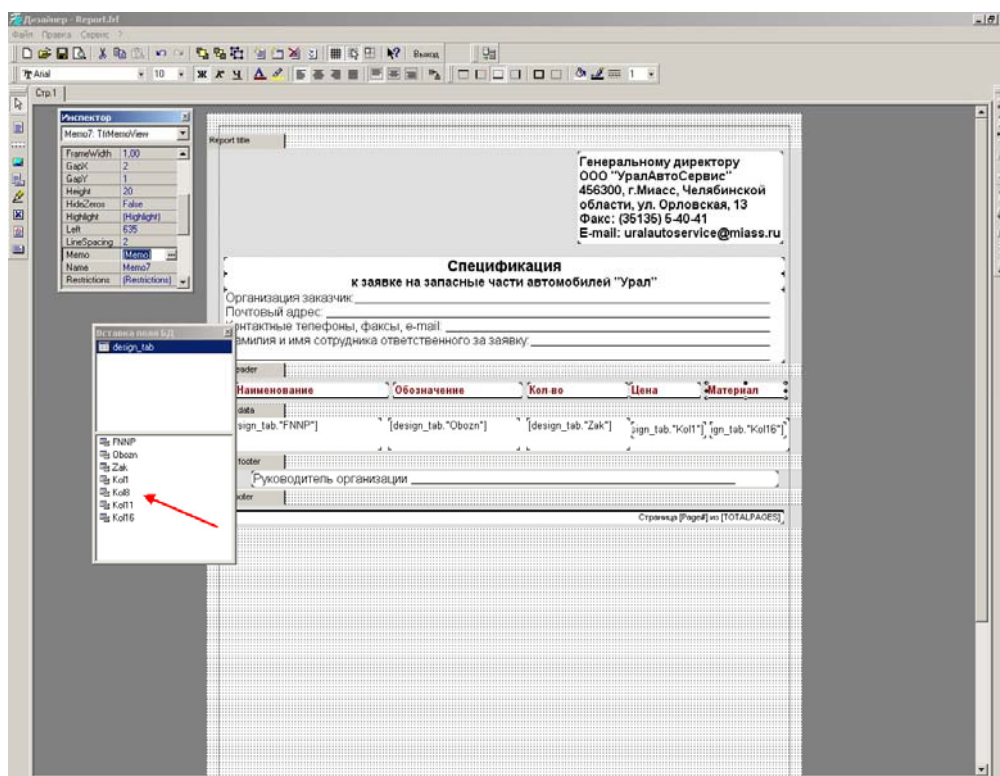 Дизайнер - Report.frf
Файл Правка Сервис ?
Выход
Arial 10 Ж К Ч 1
Стр.1
Инспектор
Memo7: TfrMemoView
FrameWidth 1,00
GapX 2
GapY 1
Height 20
HideZeros False
Highlight (Highlight)
Left 635
LineSpacing 2
Memo (Memo)
Name Memo7
Restrictions (Restrictions)
Report title
Генеральному директору
ООО "УралАвтоСервис"
456300, г.Миасс, Челябинской
области, ул. Орловская, 13
Факс: (35135) 5-40-41
E-mail: uralautoservice@miass.ru
Спецификация
к заявке на запасные части автомобилей "Урал"
Организация заказчик:
Почтовый адрес:
онтактные телефоны, факсы, e-mail:
амилия и имя сотрудника ответственного за заявку:
Вставка поля БД
design_tab
FNNP
Obozn
Zak
Kol1
Kol8
Kol11
Kol16
eader
Наименование Обозначение Кол-во Цена Материал
data
sign_tab."FNNP"] [design_tab."Obozn"] [design_tab."Zak"] sign_tab."Kol1"] ign_tab."Kol16"]
footer
Руководитель организации
ooter
Страница [Page#] из [TOTALPAGES]